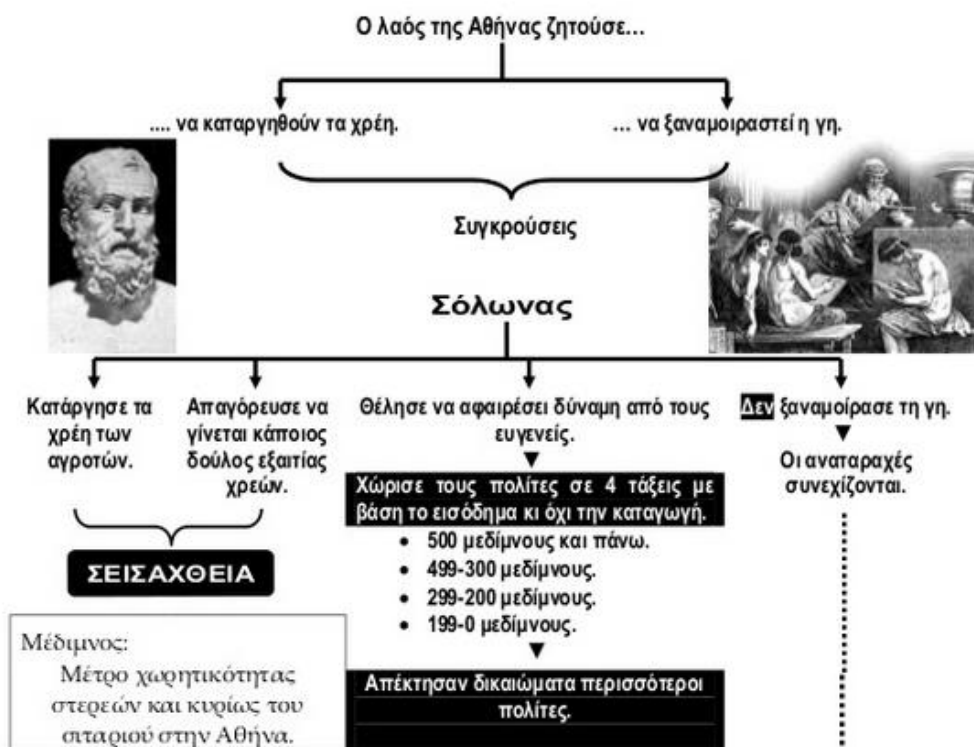 Ο λαός της Αθήνας ζητούσε...
.... να καταργηθούν τα χρέη.
... να ξαναμοιραστεί η γη.
Συγκρούσεις
Σόλωνας
Κατάργησε τα
χρέη των
αγροτών.
Απαγόρευσε να
γίνεται κάποιος
δούλος εξαιτίας
χρεών.
ΣΕΙΣΑΧΘΕΙΑ
Θέλησε να αφαιρέσει δύναμη από τους
ευγενείς.
Χώρισε τους πολίτες σε 4 τάξεις με
βάση το εισόδημα κι όχι την καταγωγή.
• 500 μεδίμνους και πάνω.
• 499-300 μεδίμνους.
• 299-200 μεδίμνους.
• 199-0 μεδίμνους.
Απέκτησαν δικαιώματα περισσότεροι
πολίτες.
Δεν ξαναμοίρασε τη γη.
Οι αναταραχές
συνεχίζονται.
Μέδιμνος:
Μέτρο χωρητικότητας
στερεών και κυρίως του
σιταριού στην Αθήνα.